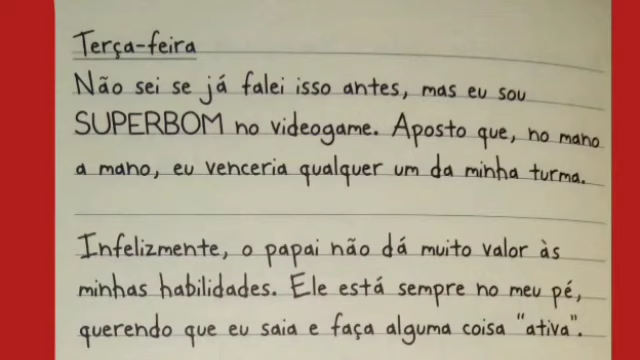 Terça-feira
Não sei se já falei isso antes, mas eu sou
SUPERBOM no videogame. Aposto que, no mano
a mano, eu venceria qualquer um da minha turma.
Infelizmente, o papai não dá muito valor às
minhas habilidades. Ele está sempre no meu pé,
querendo que eu saia e faça alguma coisa "ativa".